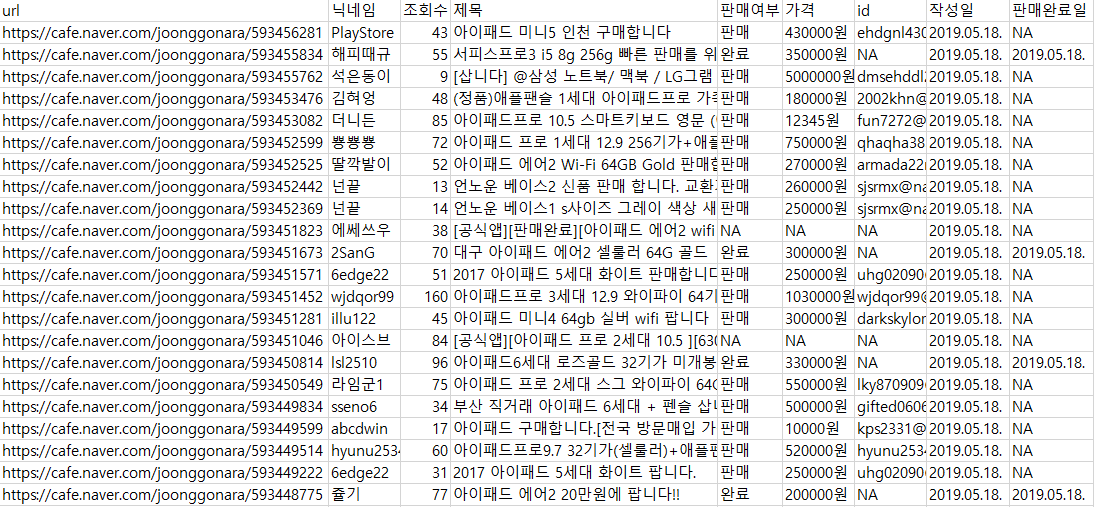 url 닉네임 조회수 제목 판매여부 가격 id 작성일 판매완료일
https://cafe.naver.com/joonggonara/593456281 PlayStore 43 아이패드 미니5 인천 구매합니다 판매 430000원 ehdgnl430 2019.05.18. NA
https://cafe.naver.com/joonggonara/593455834 해피때규 55 서피스프로3 i5 8g 256g 빠른 판매를 위 완료 350000원 NA 2019.05.18. 2019.05.18.
https://cafe.naver.com/joonggonara/593455762 석은동이 9 [삽니다] @삼성 노트북/ 맥북 / LG그램 판매 5000000원 dmsehddl 2019.05.18. NA
https://cafe.naver.com/joonggonara/593453476 김혀엉 48 (정품)애플팬슬 1세대 아이패드프로 가죽 판매 180000원 2002khn@ 2019.05.18. NA
https://cafe.naver.com/joonggonara/593453082 더니든 85 아이패드프로 10.5 스마트키보드 영문 ( 판매 12345원 fun7272@ 2019.05.18. NA
https://cafe.naver.com/joonggonara/593452599 뿅뿅뿅 72 아이패드 프로 1세대 12.9 256기가+애플 판매 750000원 qhaqha38 2019.05.18. NA
https://cafe.naver.com/joonggonara/593452525 딸깍발이 52 아이패드 에어2 Wi-Fi 64GB Gold 판매합 판매 270000원 armada22 2019.05.18. NA
https://cafe.naver.com/joonggonara/593452442 넌끝 13 언노운 베이스2 신품 판매 합니다. 교환 판매 260000원 sjsrmx@na 2019.05.18. NA
https://cafe.naver.com/joonggonara/593452369 넌끝 14 언노운 베이스1 s사이즈 그레이 색상 새 판매 250000원 sjsrmx@na 2019.05.18. NA
https://cafe.naver.com/joonggonara/593451823 에쎄쓰우 38 [공식앱][판매완료][아이패드 에어2 wifi NA NA NA 2019.05.18. NA
https://cafe.naver.com/joonggonara/593451673 2SanG 70 대구 아이패드 에어2 셀룰러 64G 골드 완료 300000원 NA 2019.05.18. 2019.05.18.
https://cafe.naver.com/joonggonara/593451571 6edge22 51 2017 아이패드 5세대 화이트 판매합니다 판매 250000원 uhg02090 2019.05.18. NA
https://cafe.naver.com/joonggonara/593451452 wjdqor99 160 아이패드프로 3세대 12.9 와이파이 64기 판매 1030000원 wjdqor99@ 2019.05.18. NA
https://cafe.naver.com/joonggonara/593451281 illu122 45 아이패드 미니4 64gb 실버 wifi 팝니다 판매 300000원 darkskylor 2019.05.18. NA
https://cafe.naver.com/joonggonara/593451046 아이스브 84 [공식앱][아이패드 프로 2세대 10.5 ][630 NA NA NA 2019.05.18. NA
https://cafe.naver.com/joonggonara/593450814 lsl2510 96 아이패드6세대 로즈골드 32기가 미개봉 완료 330000원 NA 2019.05.18. 2019.05.18.
https://cafe.naver.com/joonggonara/593450549 라임군1 75 아이패드 프로 2세대 스그 와이파이 64G 판매 550000원 lky870909 2019.05.18. NA
https://cafe.naver.com/joonggonara/593449834 sseno6 34 부산 직거래 아이패드 6세대 + 펜슬 삽니 판매 500000원 gifted0606 2019.05.18. NA
https://cafe.naver.com/joonggonara/593449599 abcdwin 17 아이패드 구매합니다.[전국 방문매입 가 판매 10000원 kps2331@ 2019.05.18. NA
https://cafe.naver.com/joonggonara/593449514 hyunu2534 60 아이패드프로9.7 32기가(셀룰러)+애플펜 판매 520000원 hyunu2534 2019.05.18. NA
https://cafe.naver.com/joonggonara/593449222 6edge22 31 2017 아이패드 5세대 화이트 팝니다. 판매 250000원 uhg02090 2019.05.18. NA
https://cafe.naver.com/joonggonara/593448775 쥴기 77 아이패드 에어2 20만원에 팝니다!! 완료 200000원 NA 2019.05.18. 2019.05.18.